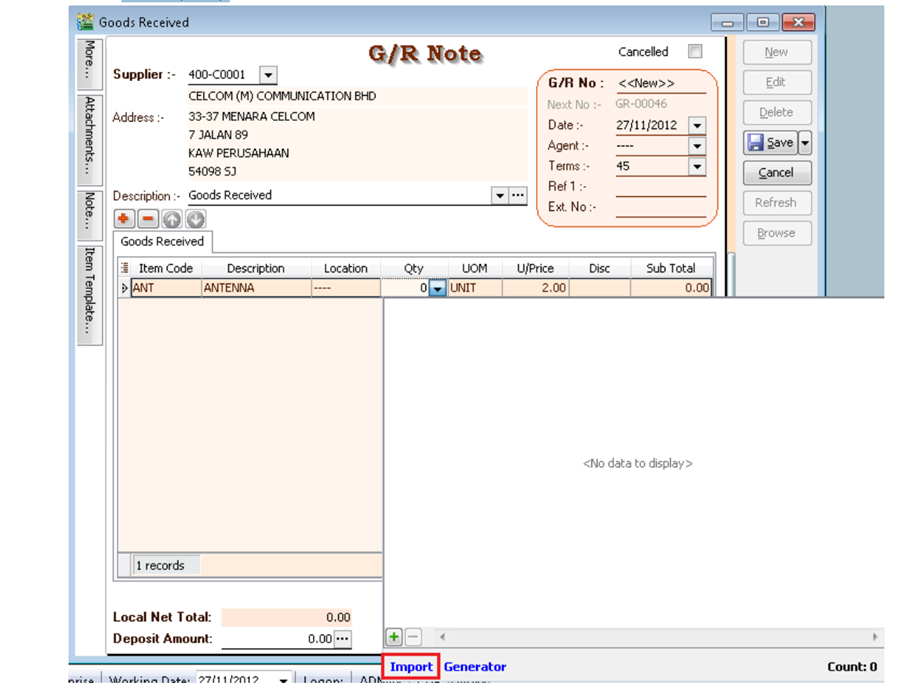 Goods Received
More...
Attachments...
Note...
Item Template...
G/R Note
Cancelled
Supplier :- 400-C0001
CELCOM (M) COMMUNICATION BHD
Address :- 33-37 MENARA CELCOM
7 JALAN 89
KAW PERUSAHAAN
54098 SJ
Description :- Goods Received
G/R No : <<New>>
Next No :- GR-00046
Date :- 27/11/2012
Agent :- ----
Terms :- 45
Ref 1 :-
Ext. No :-
New
Edit
Delete
Save
Cancel
Refresh
Browse
Goods Received
Item Code Description Location Qty UOM U/Price Disc Sub Total
ANT ANTENNA ---- 0 UNIT 2.00 0.00
<No data to display>
1 records
Local Net Total: 0.00
Deposit Amount: 0.00
Import Generator Count: 0
Working Date: 27/11/2012 Logon: